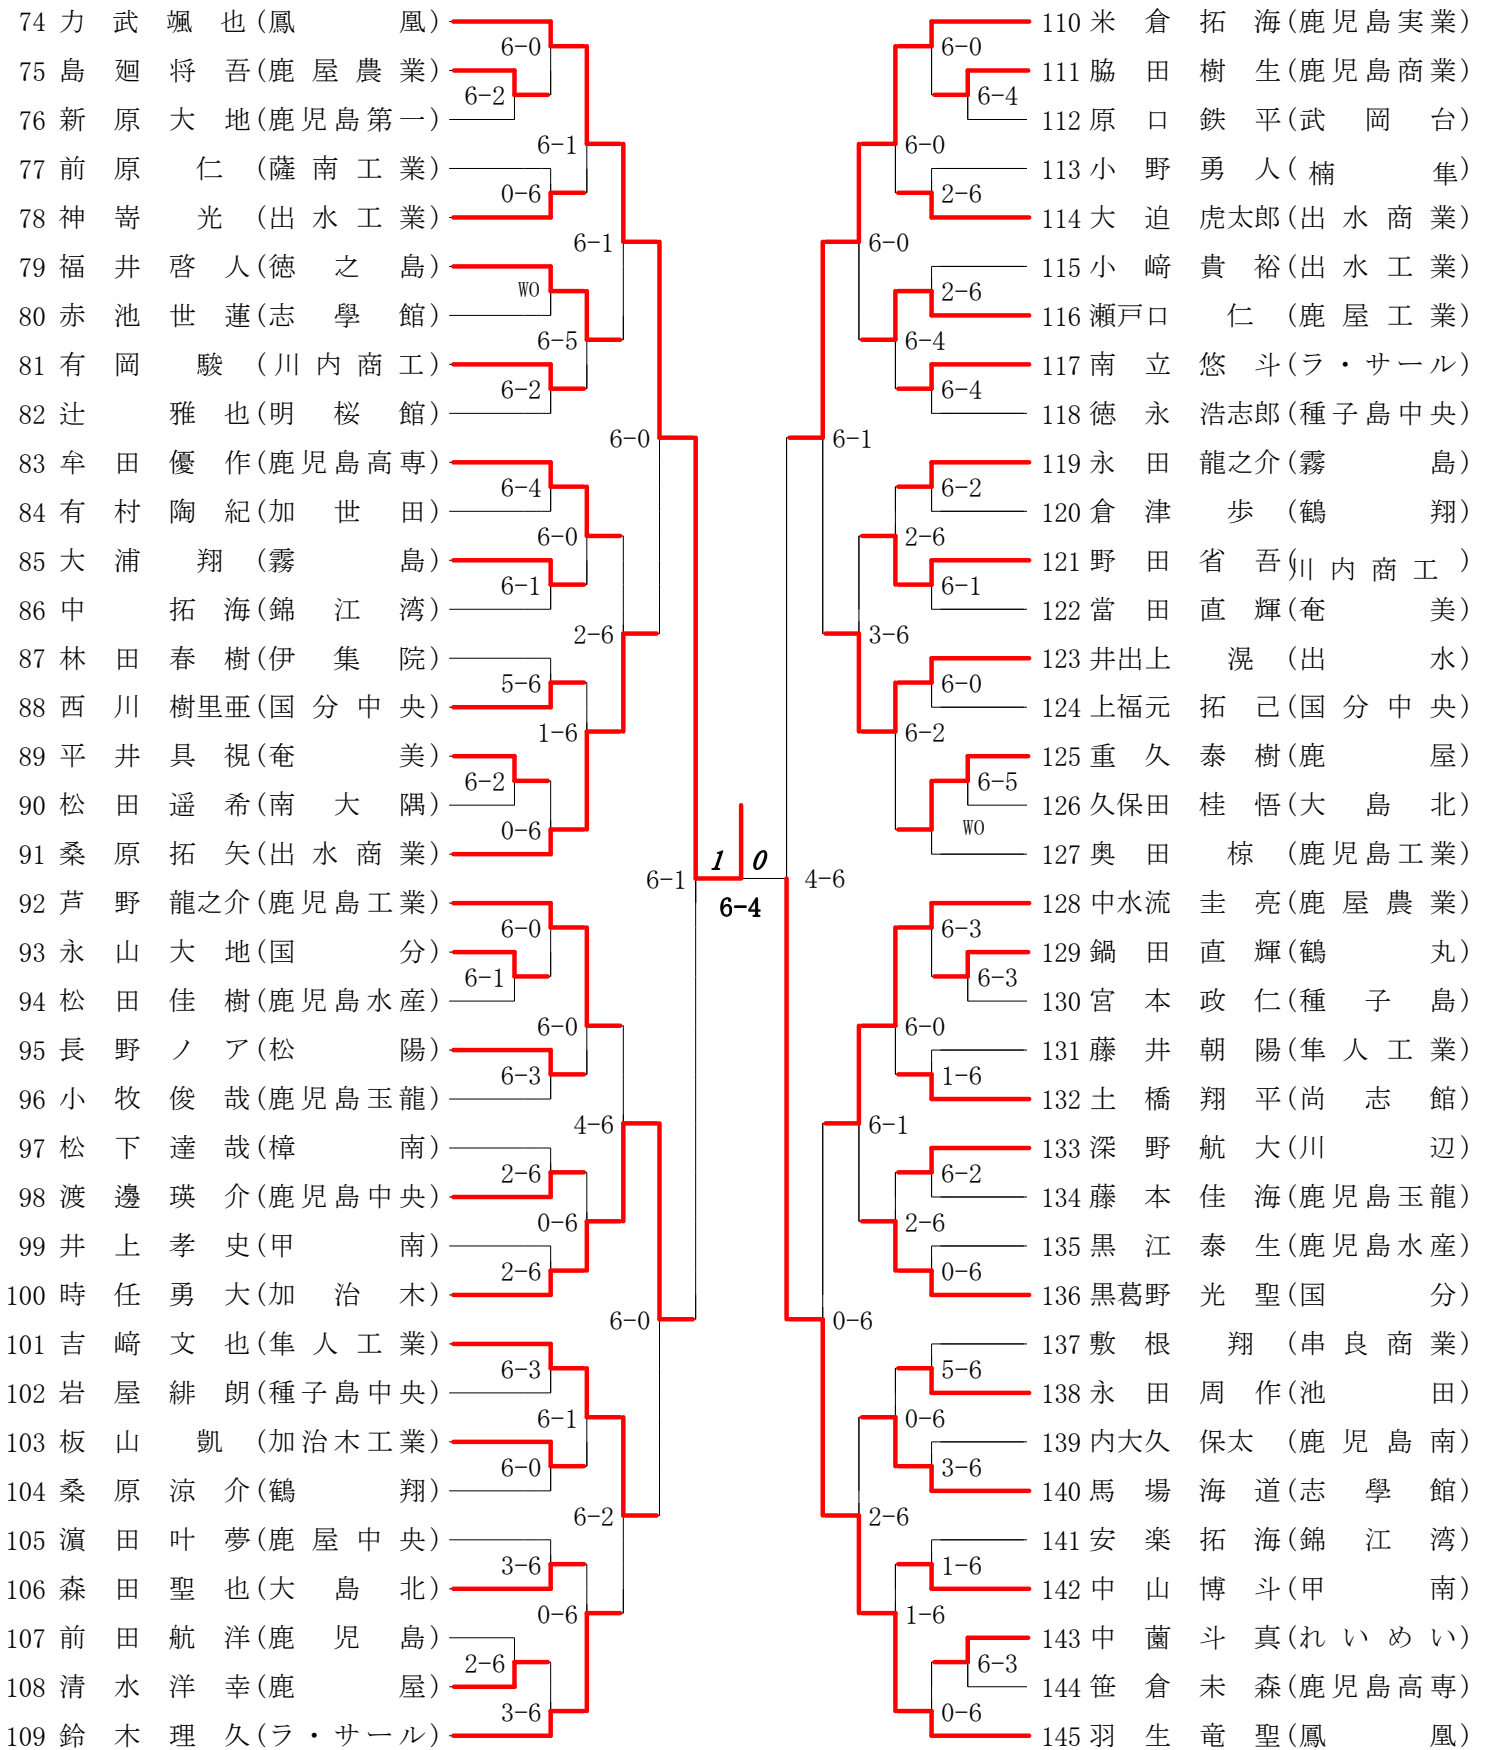 74 力武 颯也 (鳳凰)
6-0
75 島廻 将吾 (鹿屋農業)
6-2
76 新原 大地 (鹿児島第一)
6-1
77 前原 仁 (薩南工業)
0-6
78 神嵜 光 (出水工業)
6-1
79 福井 啓人 (徳之島)
WO
80 赤池 世蓮 (志學館)
6-5
81 有岡 駿 (川内商工)
6-2
82 辻 雅也 (明桜館)
6-0
83 牟田 優作 (鹿児島高専)
6-4
84 有村 陶紀 (加世田)
6-0
85 大浦 翔 (霧島)
6-1
86 中 拓海 (錦江湾)
2-6
87 林田 春樹 (伊集院)
5-6
88 西川 樹里亜 (国分中央)
1-6
89 平井 具視 (奄美)
6-2
90 松田 遥希 (南大隅)
0-6
91 桑原 拓矢 (出水商業)
6-1
92 芦野 龍之介 (鹿児島工業)
6-0
93 永山 大地 (国分)
6-1
94 松田 佳樹 (鹿児島水産)
6-0
95 長野 ノア (松陽)
6-3
96 小牧 俊哉 (鹿児島玉龍)
4-6
97 松下 達哉 (樟南)
2-6
98 渡邊 瑛介 (鹿児島中央)
0-6
99 井上 孝史 (甲南)
2-6
100 時任 勇大 (加治木)
6-0
101 吉﨑 文也 (隼人工業)
6-3
102 岩屋 緋朗 (種子島中央)
6-1
103 板山 凱 (加治木工業)
6-0
104 桑原 涼介 (鶴翔)
6-2
105 濵田 叶夢 (鹿屋中央)
3-6
106 森田 聖也 (大島北)
0-6
107 前田 航洋 (鹿児島)
2-6
108 清水 洋幸 (鹿屋)
3-6
109 鈴木 理久 (ラ・サール)
1 0
6-4
110 米倉 拓海 (鹿児島実業)
6-0
111 脇田 樹生 (鹿児島商業)
6-4
112 原口 鉄平 (武岡台)
6-0
113 小野 勇人 (楠隼)
2-6
114 大迫 虎太郎 (出水商業)
6-0
115 小﨑 貴裕 (出水工業)
2-6
116 瀬戸口 仁 (鹿屋工業)
6-4
117 南立 悠斗 (ラ・サール)
6-4
118 徳永 浩志郎 (種子島中央)
6-1
119 永田 龍之介 (霧島)
6-2
120 倉津 歩 (鶴翔)
2-6
121 野田 省吾 (川内商工)
6-1
122 當田 直輝 (奄美)
3-6
123 井出上 滉 (出水)
6-0
124 上福元 拓己 (国分中央)
6-2
125 重久 泰樹 (鹿屋)
6-5
126 久保田 桂悟 (大島北)
WO
127 奥田 椋 (鹿児島工業)
4-6
128 中水流 圭亮 (鹿屋農業)
6-3
129 鍋田 直輝 (鶴丸)
6-3
130 宮本 政仁 (種子島)
6-0
131 藤井 朝陽 (隼人工業)
1-6
132 土橋 翔平 (尚志館)
6-1
133 深野 航大 (川辺)
6-2
134 藤本 佳海 (鹿児島玉龍)
2-6
135 黒江 泰生 (鹿児島水産)
0-6
136 黒葛野 光聖 (国分)
0-6
137 敷根 翔 (串良商業)
5-6
138 永田 周作 (池田)
0-6
139 内大久 保太 (鹿児島南)
3-6
140 馬場 海道 (志學館)
2-6
141 安楽 拓海 (錦江湾)
1-6
142 中山 博斗 (甲南)
1-6
143 中薗 斗真 (れいめい)
6-3
144 笹倉 未森 (鹿児島高専)
0-6
145 羽生 竜聖 (鳳凰)